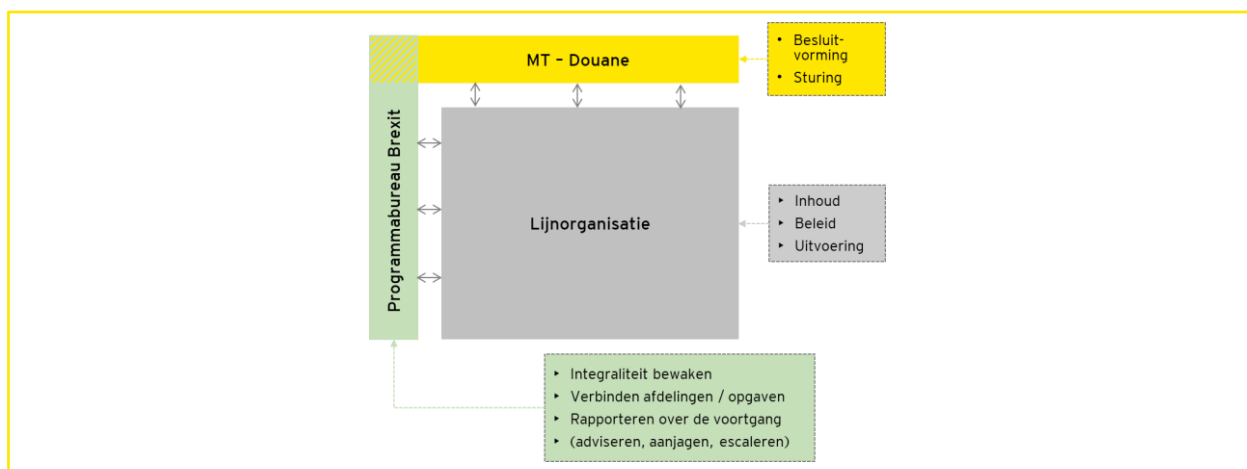 MT – Douane
• Besluit-
vorming
• Sturing
Programmabureau Brexit
Lijnorganisatie
‣ Inhoud
‣ Beleid
‣ Uitvoering
‣ Integraliteit bewaken
‣ Verbinden afdelingen / opgaven
‣ Rapporteren over de voortgang
‣ (adviseren, aanjagen, escaleren)